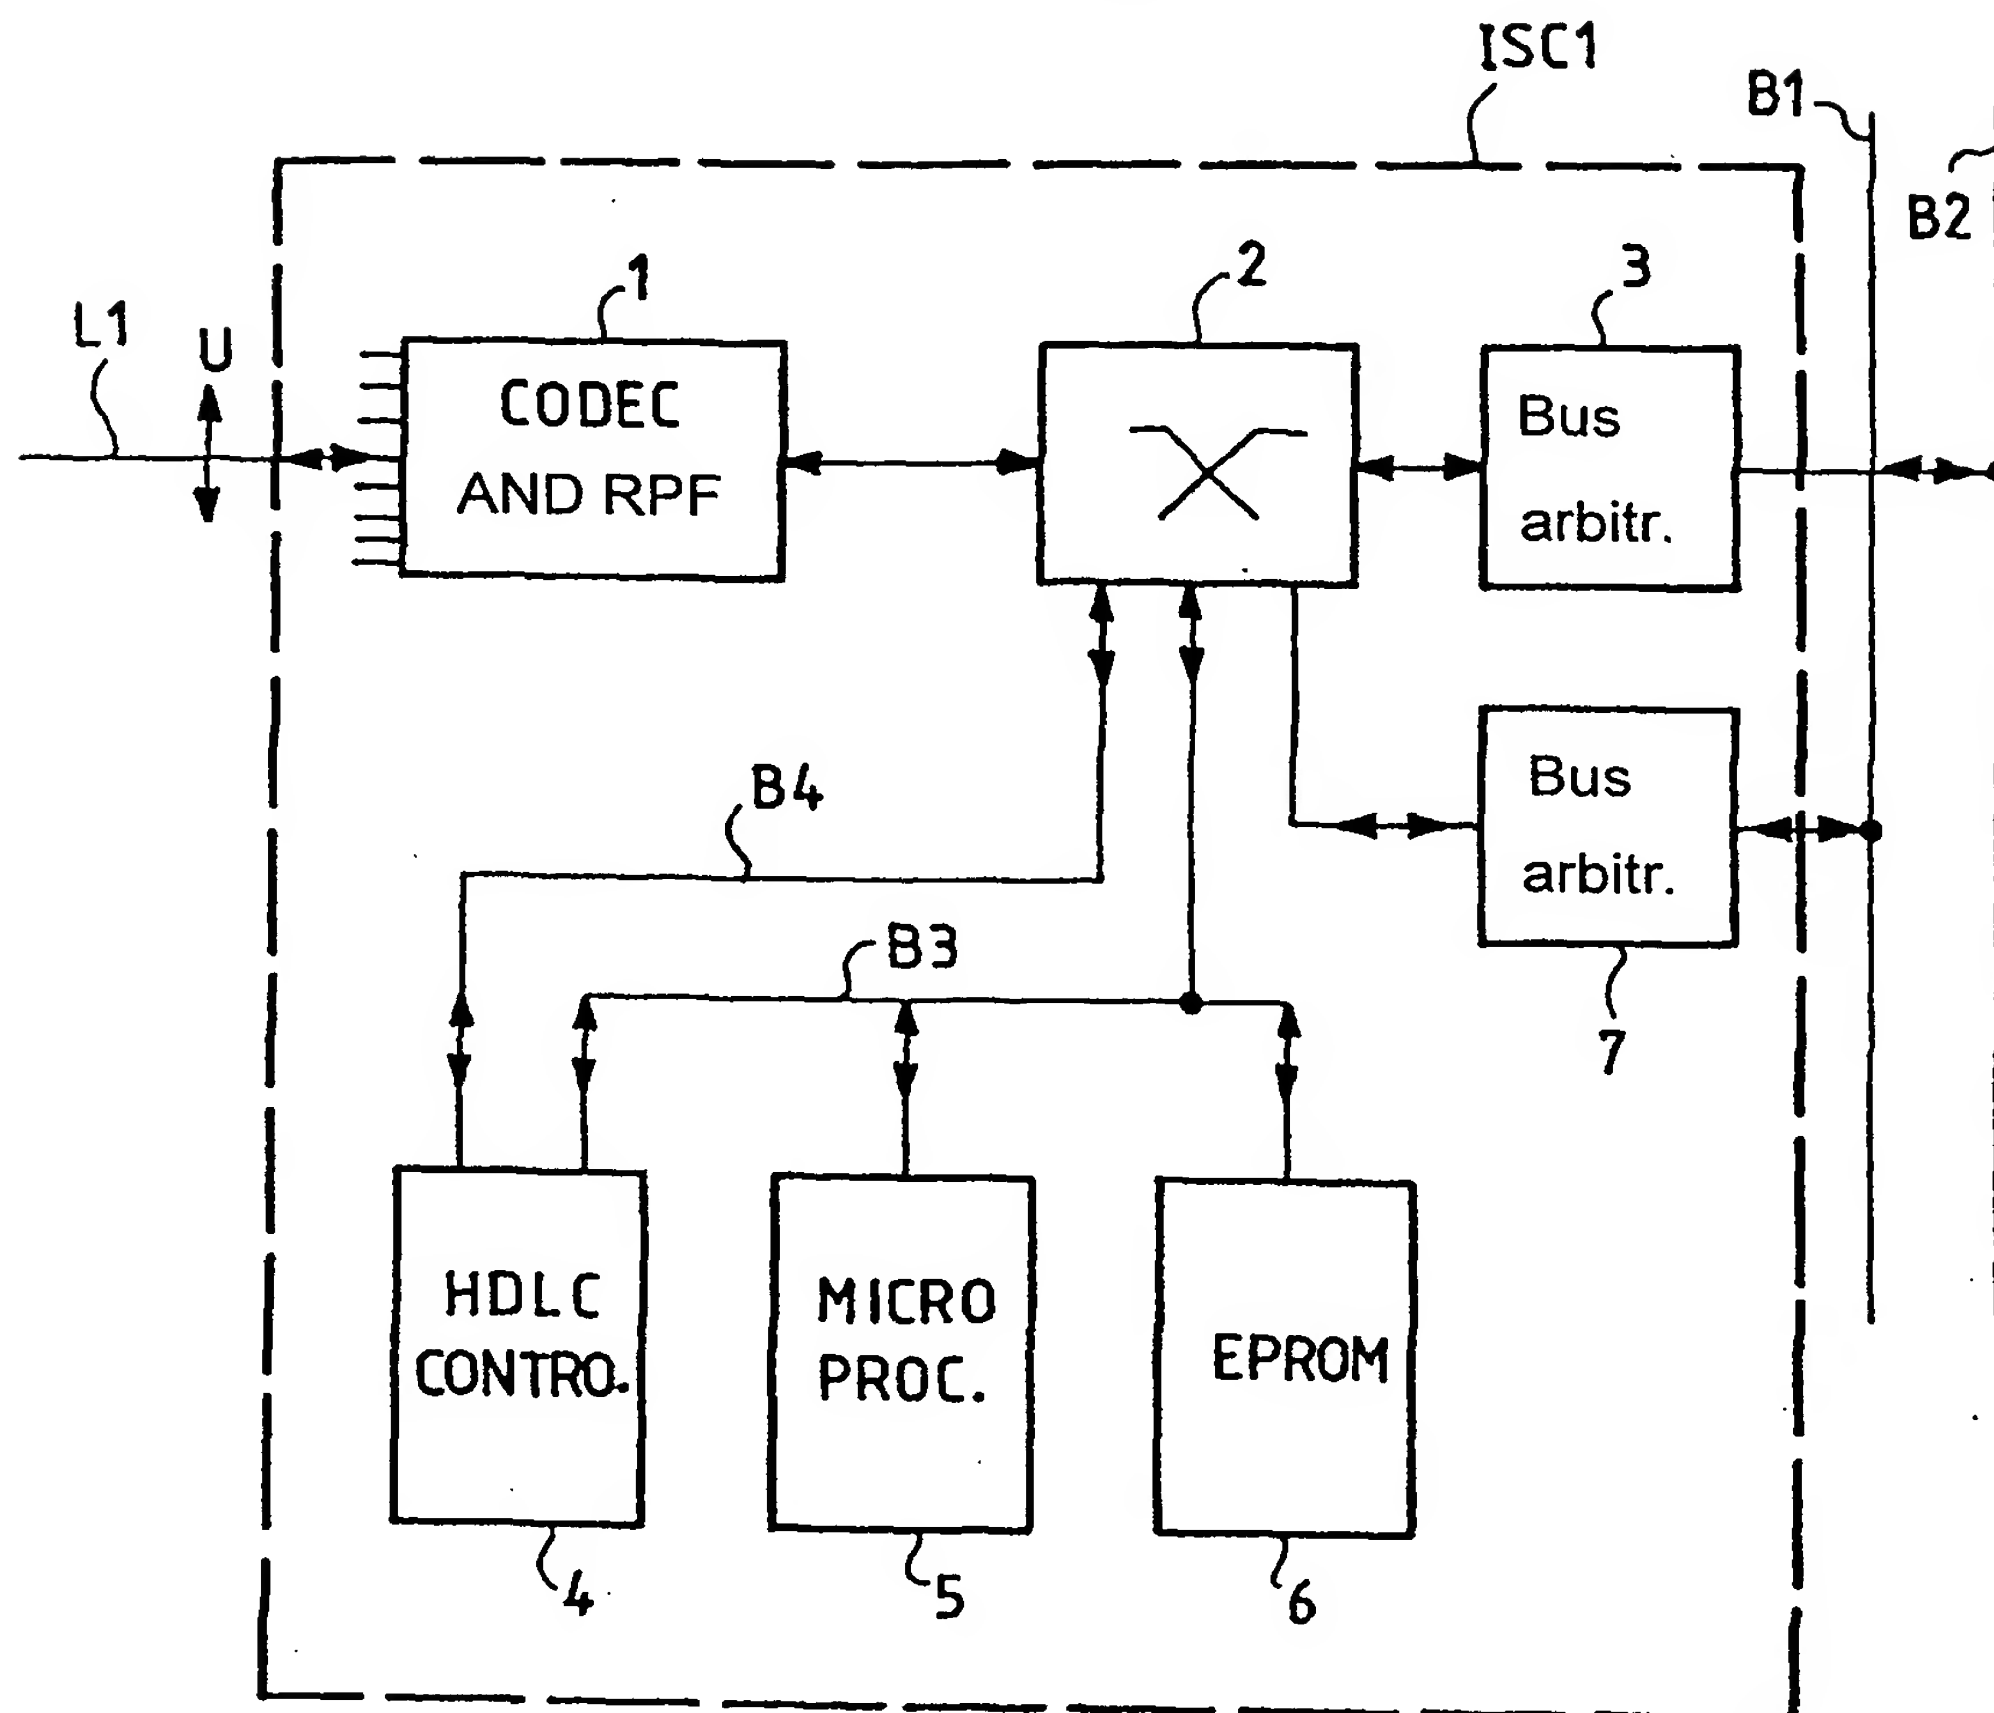 ISC1
B1
B2
L1
U
1
2
3
CODEC
AND RPF
Bus
arbitr.
Bus
arbitr.
7
B4
B3
HDLC
CONTRO.
MICRO
PROC.
EPROM
4
5
6